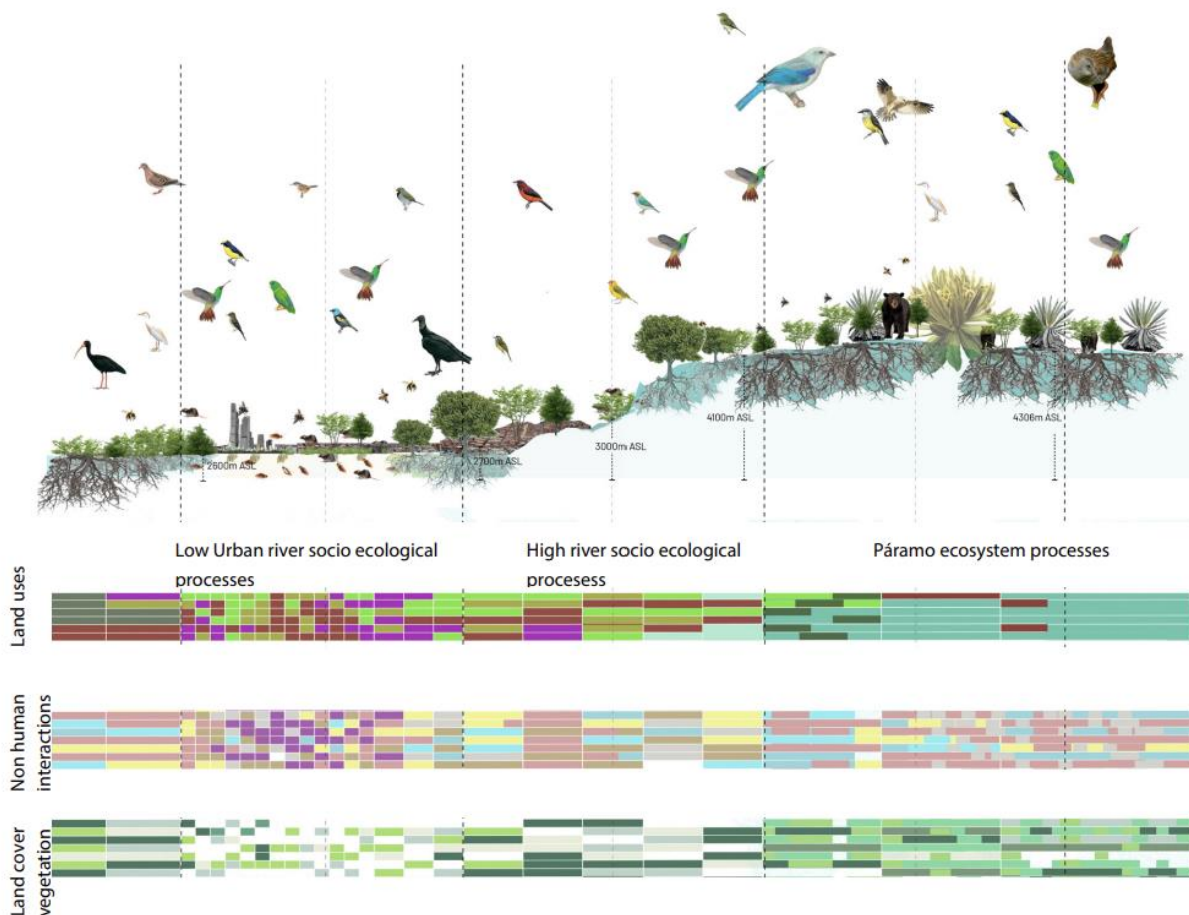 4100m ASL
4306m ASL
3000m ASL
2600m ASL
2700m ASL
Low Urban river socio ecological
processes
High river socio ecological
procesess
Páramo ecosystem processes
Land uses
Non human
interactions
Land cover
vegetation